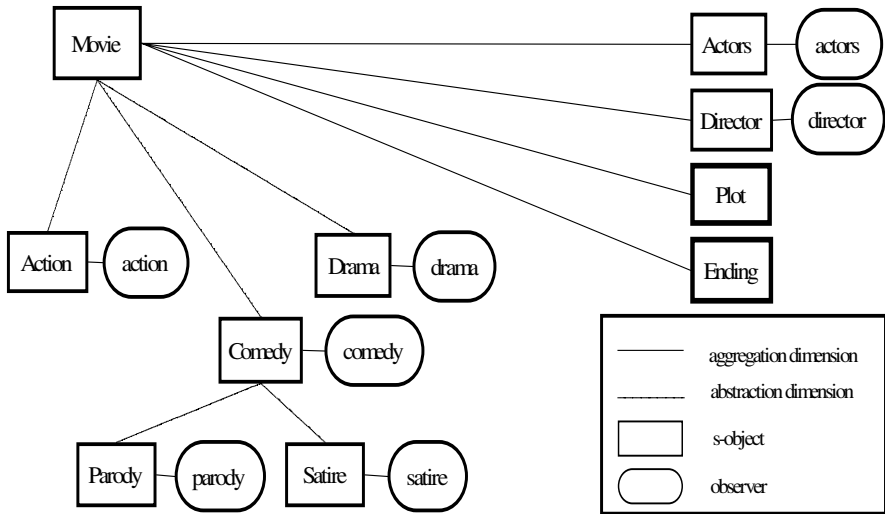 Movie
Actors
actors
Director
director
Plot
Ending
Action
action
Drama
drama
Comedy
comedy
Parody
parody
Satire
satire
aggregation dimension
abstraction dimension
s-object
observer